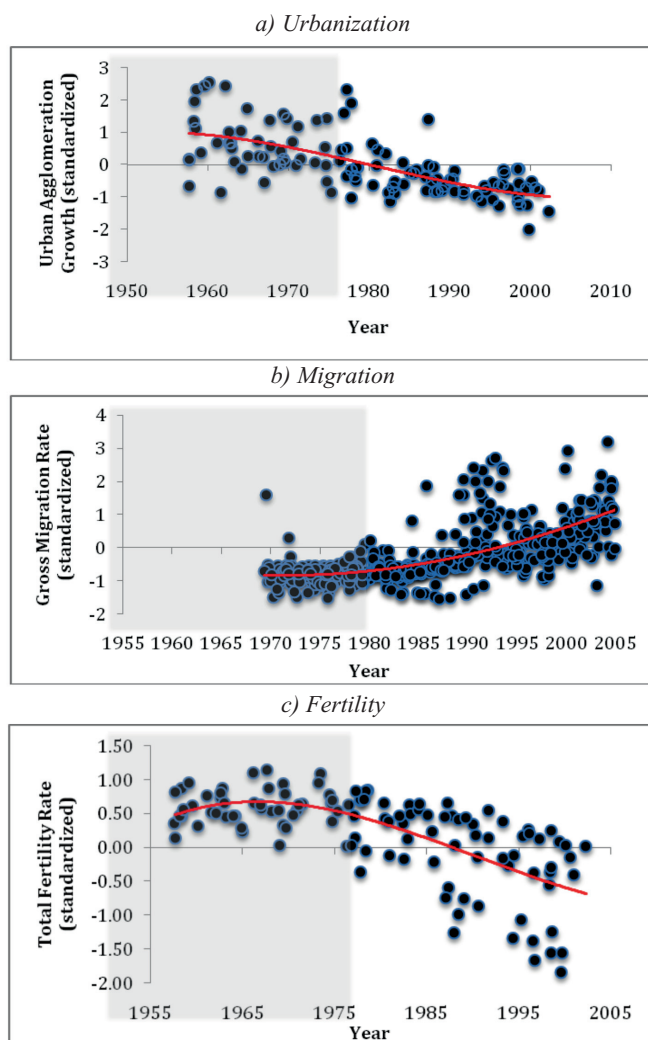 a) Urbanization
3
2
1
0
-1
-2
-3
Urban Agglomeration
Growth (standardized)
1950 1960 1970 1980 1990 2000 2010
Year
b) Migration
4
3
2
1
0
-1
-2
Gross Migration Rate
(standardized)
1955 1960 1965 1970 1975 1980 1985 1990 1995 2000 2005
Year
c) Fertility
1.50
1.00
0.50
0.00
-0.50
-1.00
-1.50
-2.00
Total Fertility Rate
(standardized)
1955 1965 1975 1985 1995 2005
Year